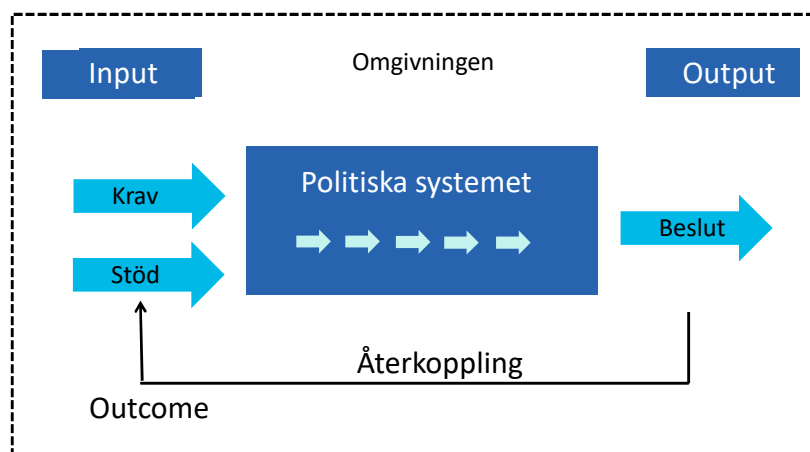 Input
Omgivningen
Output
Krav
Politiska systemet
Beslut
Stöd
Återkoppling
Outcome